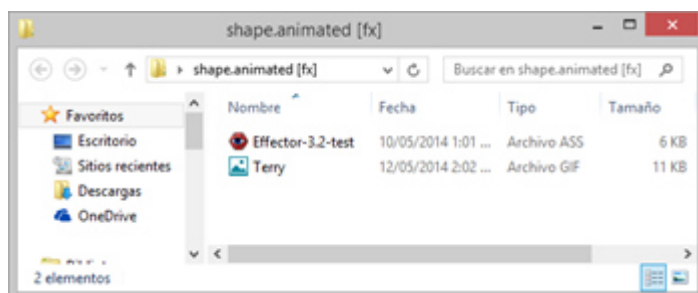 shape.animated [fx]
shape.animated [fx]
Buscar en shape.animated [fx]
Favoritos
Escritorio
Sitios recientes
Descargas
OneDrive
Nombre Fecha Tipo Tamaño
Effector-3.2-test 10/05/2014 1:01 ... Archivo ASS 6 KB
Terry 12/05/2014 2:02 ... Archivo GIF 11 KB
2 elementos